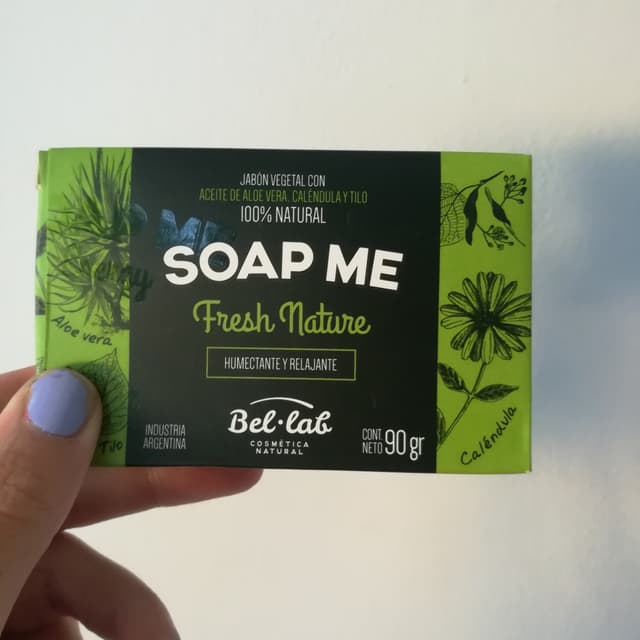 JABÓN VEGETAL CON
ACEITE DE ALOE VERA, CALÉNDULA Y TILO
100% NATURAL
SOAP ME
Fresh Nature
HUMECTANTE Y RELAJANTE
Aloe vera
Tilo
Caléndula
INDUSTRIA
ARGENTINA
Bel·lab
COSMÉTICA
NATURAL
CONT.
NETO 90 gr